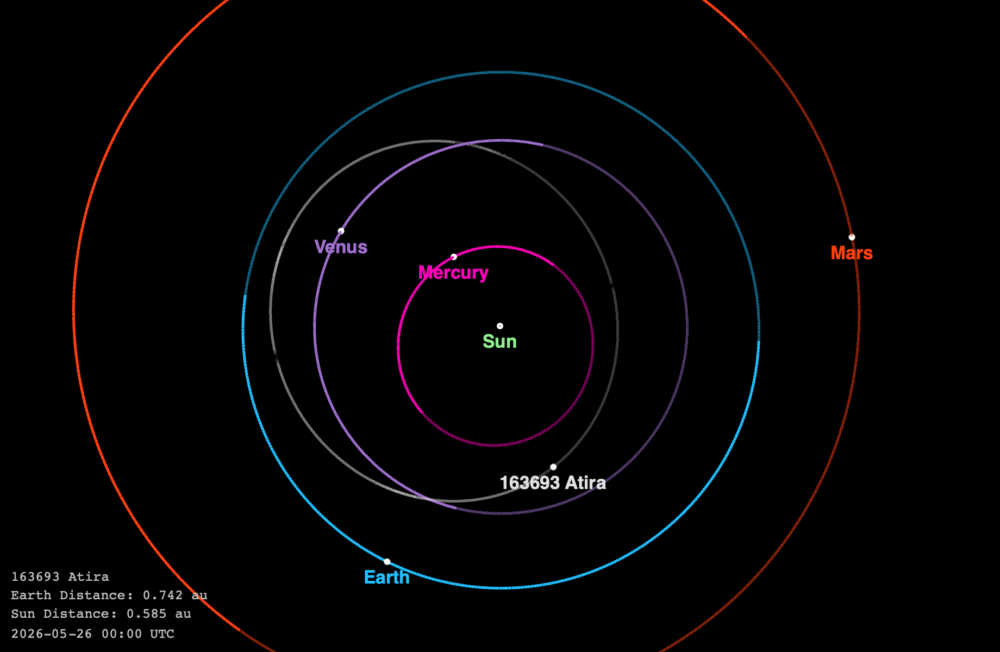 Venus
Mars
Mercury
Sun
163693 Atira
Earth
163693 Atira
Earth Distance: 0.742 au
Sun Distance: 0.585 au
2026-05-26 00:00 UTC